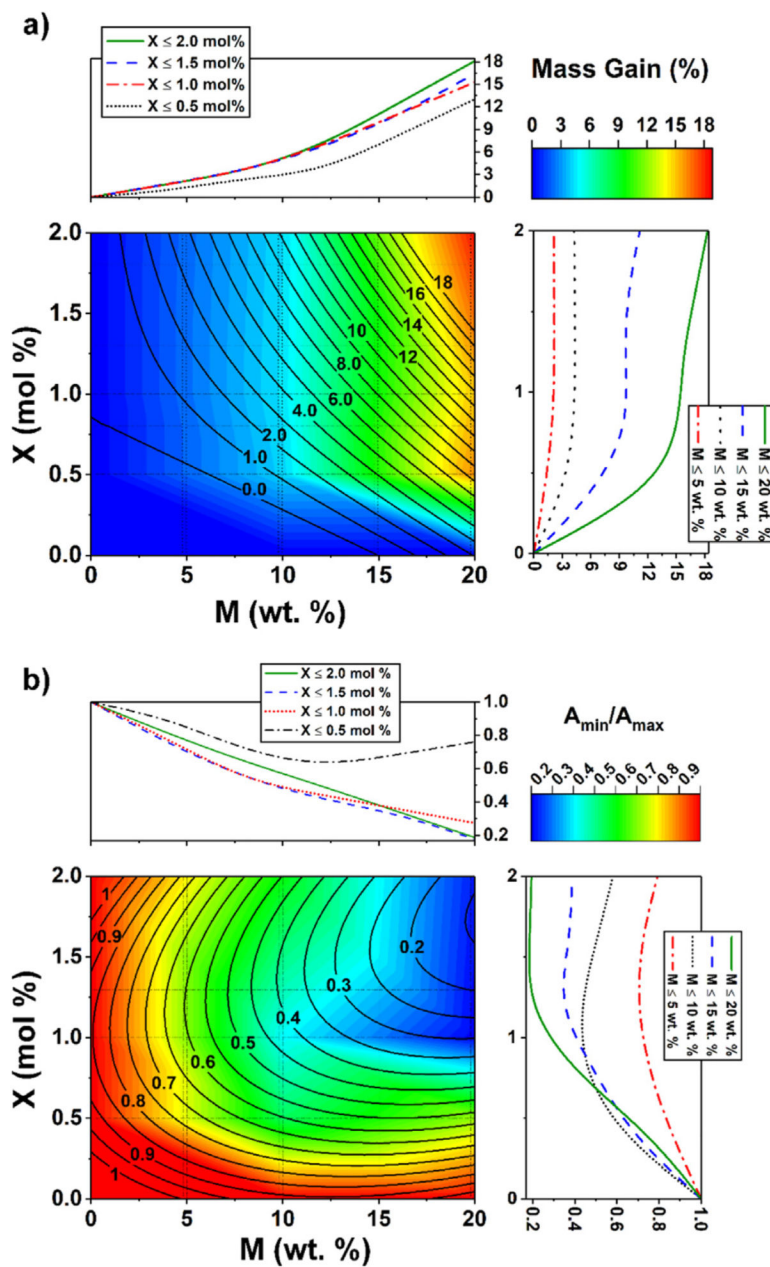 a)
X ≤ 2.0 mol%
X ≤ 1.5 mol%
X ≤ 1.0 mol%
X ≤ 0.5 mol%
18
15
12
9
6
3
0
Mass Gain (%)
0 3 6 9 12 15 18
2.0
1.5
1.0
0.5
0.0
X (mol %)
18
16
14
12
10
8.0
6.0
4.0
2.0
1.0
0.0
0 5 10 15 20
M (wt. %)
2
1
0
0 3 6 9 12 15 18
M ≤ 5 wt. %
M ≤ 10 wt. %
M ≤ 15 wt. %
M ≤ 20 wt. %
b)
X ≤ 2.0 mol %
X ≤ 1.5 mol %
X ≤ 1.0 mol %
X ≤ 0.5 mol %
1.0
0.8
0.6
0.4
0.2
Amin/Amax
0.2 0.3 0.4 0.5 0.6 0.7 0.8 0.9
2.0
1.5
1.0
0.5
0.0
X (mol %)
1
0.9
0.2
0.3
0.4
0.5
0.6
0.7
0.8
0.9
1
0 5 10 15 20
M (wt. %)
2
1
0
0.2 0.4 0.6 0.8 1.0
M ≤ 5 wt. %
M ≤ 10 wt. %
M ≤ 15 wt. %
M ≤ 20 wt. %